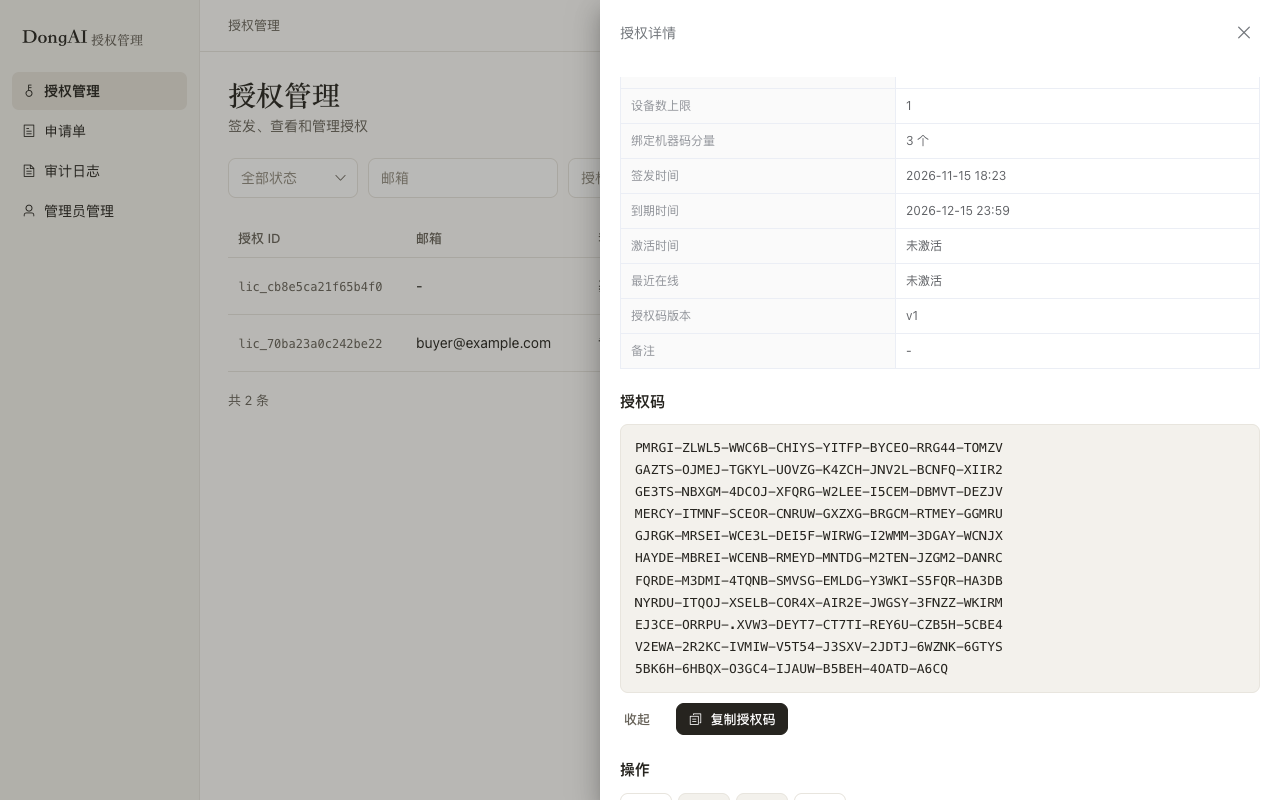 DongAI 授权管理
授权管理
申请单
审计日志
管理员管理
授权管理
授权管理
签发、查看和管理授权
全部状态
邮箱
授权 ID
邮箱
lic_cb8e5ca21f65b4f0
-
lic_70ba23a0c242be22
buyer@example.com
共 2 条
授权详情
设备数上限
1
绑定机器码分量
3 个
签发时间
2026-11-15 18:23
到期时间
2026-12-15 23:59
激活时间
未激活
最近在线
未激活
授权码版本
v1
备注
-
授权码
PMRGI-ZLWL5-WWC6B-CHIYS-YITFP-BYCEO-RRG44-TOMZV
GAZTS-OJMEJ-TGKYL-UOVZG-K4ZCH-JNV2L-BCNFQ-XIIR2
GE3TS-NBXGM-4DCOJ-XFQRG-W2LEE-I5CEM-DBMVT-DEZJV
MERCY-ITMNF-SCEOR-CNRUW-GXZXG-BRGCM-RTMEY-GGMRU
GJRGK-MRSEI-WCE3L-DEI5F-WIRWG-I2WMM-3DGAY-WCNJX
HAYDE-MBREI-WCENB-RMEYD-MNTDG-M2TEN-JZGM2-DANRC
FQRDE-M3DMI-4TQNB-SMVSG-EMLDG-Y3WKI-S5FQR-HA3DB
NYRDU-ITQOJ-XSELB-COR4X-AIR2E-JWGSY-3FNZZ-WKIRM
EJ3CE-ORRPU-.XVW3-DEYT7-CT7TI-REY6U-CZB5H-5CBE4
V2EWA-2R2KC-IVMIW-V5T54-J3SXV-2JDTJ-6WZNK-6GTYS
5BK6H-6HBQX-O3GC4-IJAUW-B5BEH-4OATD-A6CQ
收起
复制授权码
操作